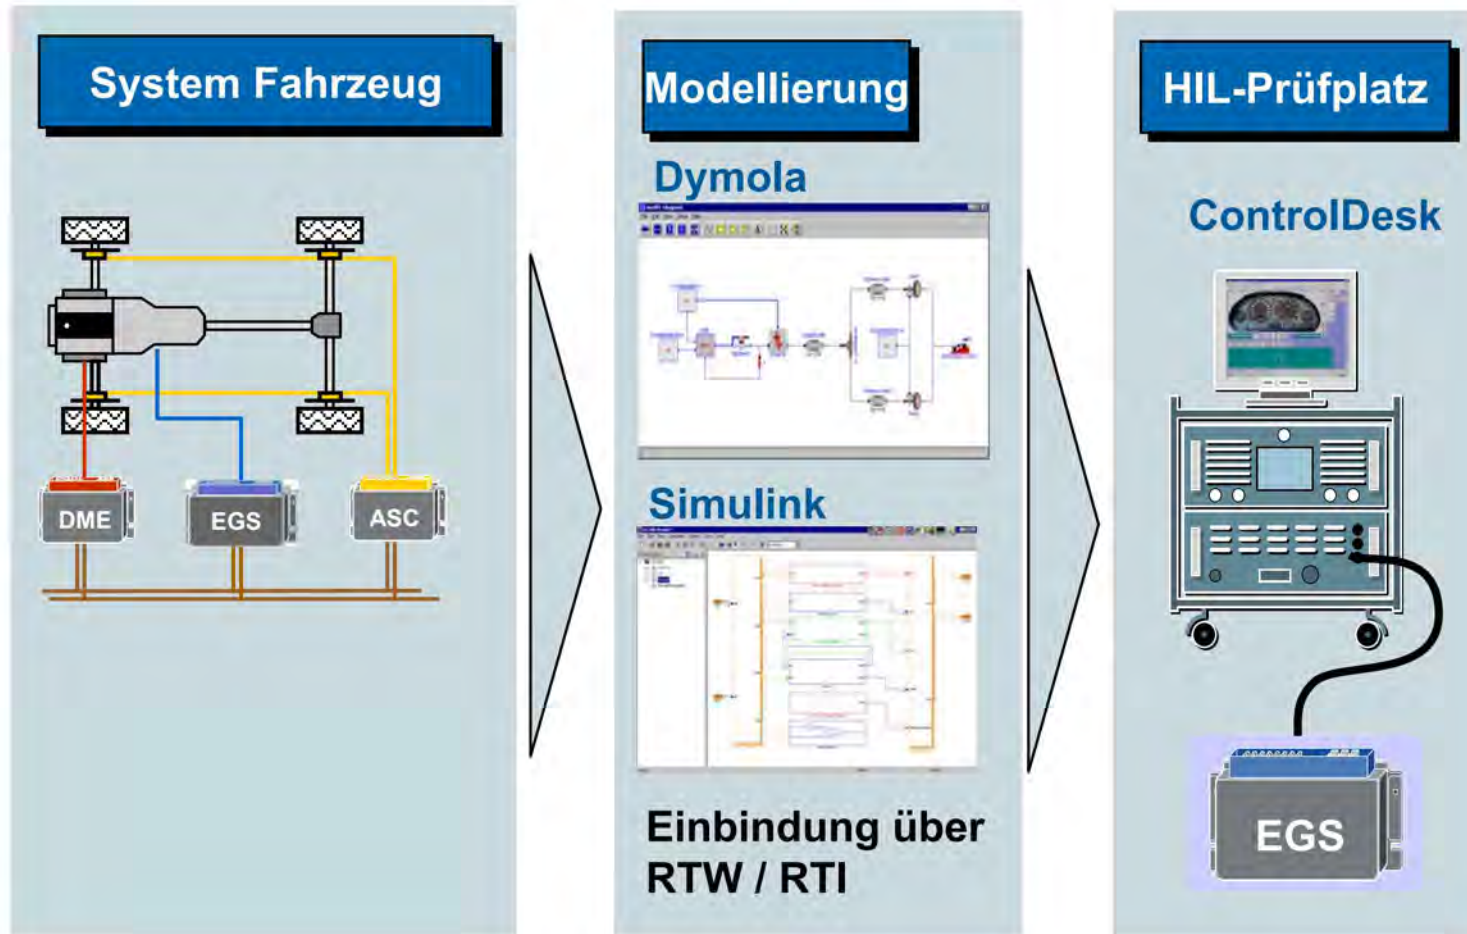 System Fahrzeug
DME
EGS
ASC
Modellierung
Dymola
Simulink
Einbindung über
RTW / RTI
HIL-Prüfplatz
ControlDesk
EGS